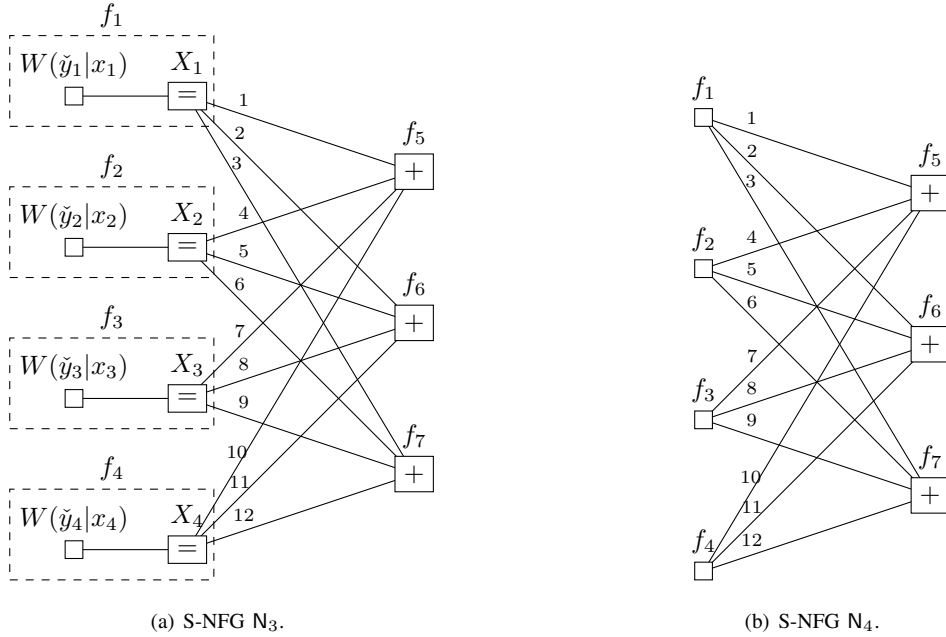 f₁
W(y̌₁|x₁) X₁
=
1
2
3
f₅
+
f₂
W(y̌₂|x₂) X₂
=
4
5
6
f₆
+
f₃
W(y̌₃|x₃) X₃
=
7
8
9
f₇
+
f₄
W(y̌₄|x₄) X₄
=
10
11
12
(a) S-NFG N₃.
f₁
1
2
3
f₅
+
f₂
4
5
6
f₆
+
f₃
7
8
9
f₇
+
f₄
10
11
12
(b) S-NFG N₄.